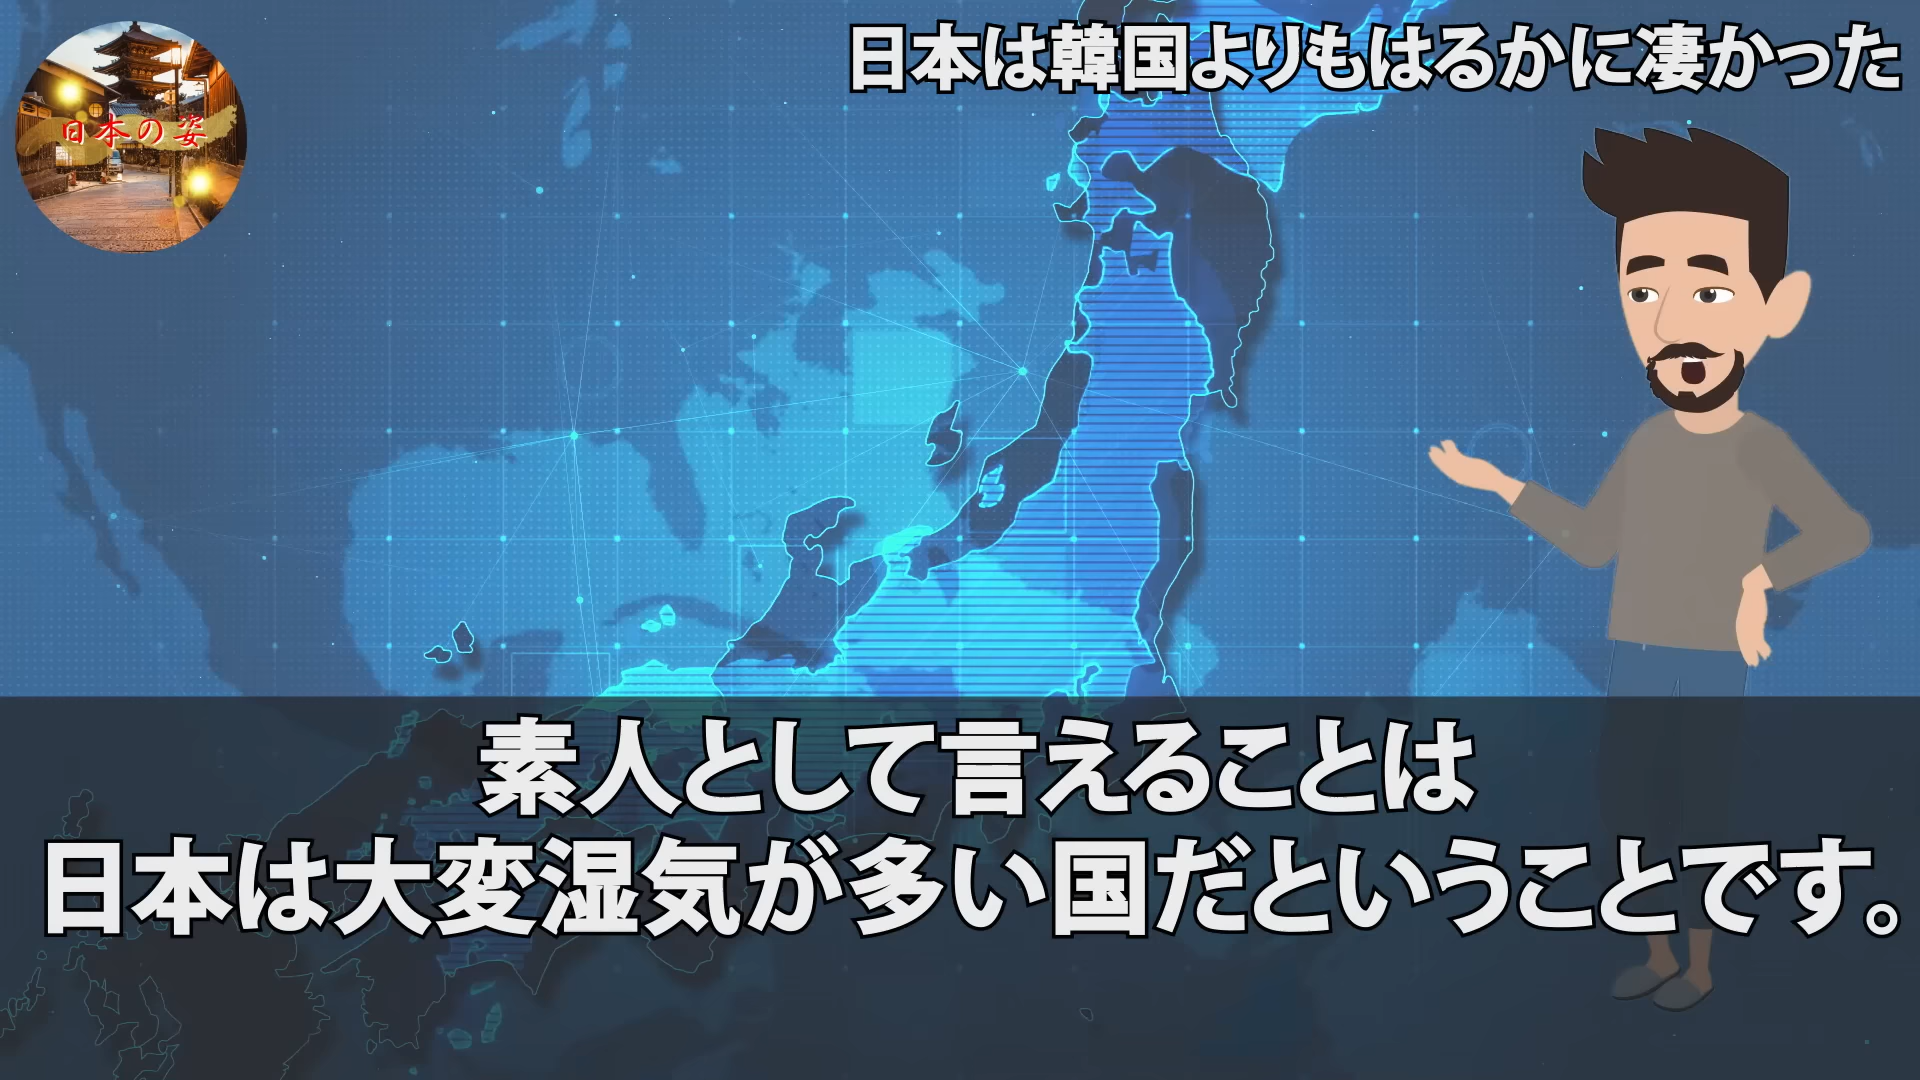 日本は韓国よりもはるかに凄かった
日本の姿
素人として言えることは
日本は大変湿気が多い国だということです。